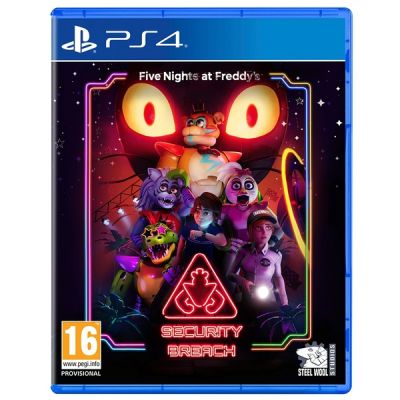 PS4
Five Nights at Freddy's
SECURITY
BREACH
16
www.pegi.info
PROVISIONAL
STEEL WOOL
STUDIOS